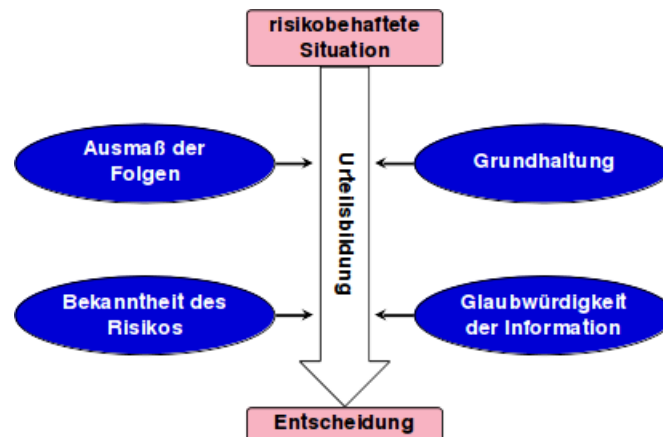 risikobehaftete
Situation
Ausmaß der
Folgen
Grundhaltung
Urteilsbildung
Bekanntheit des
Risikos
Glaubwürdigkeit
der Information
Entscheidung